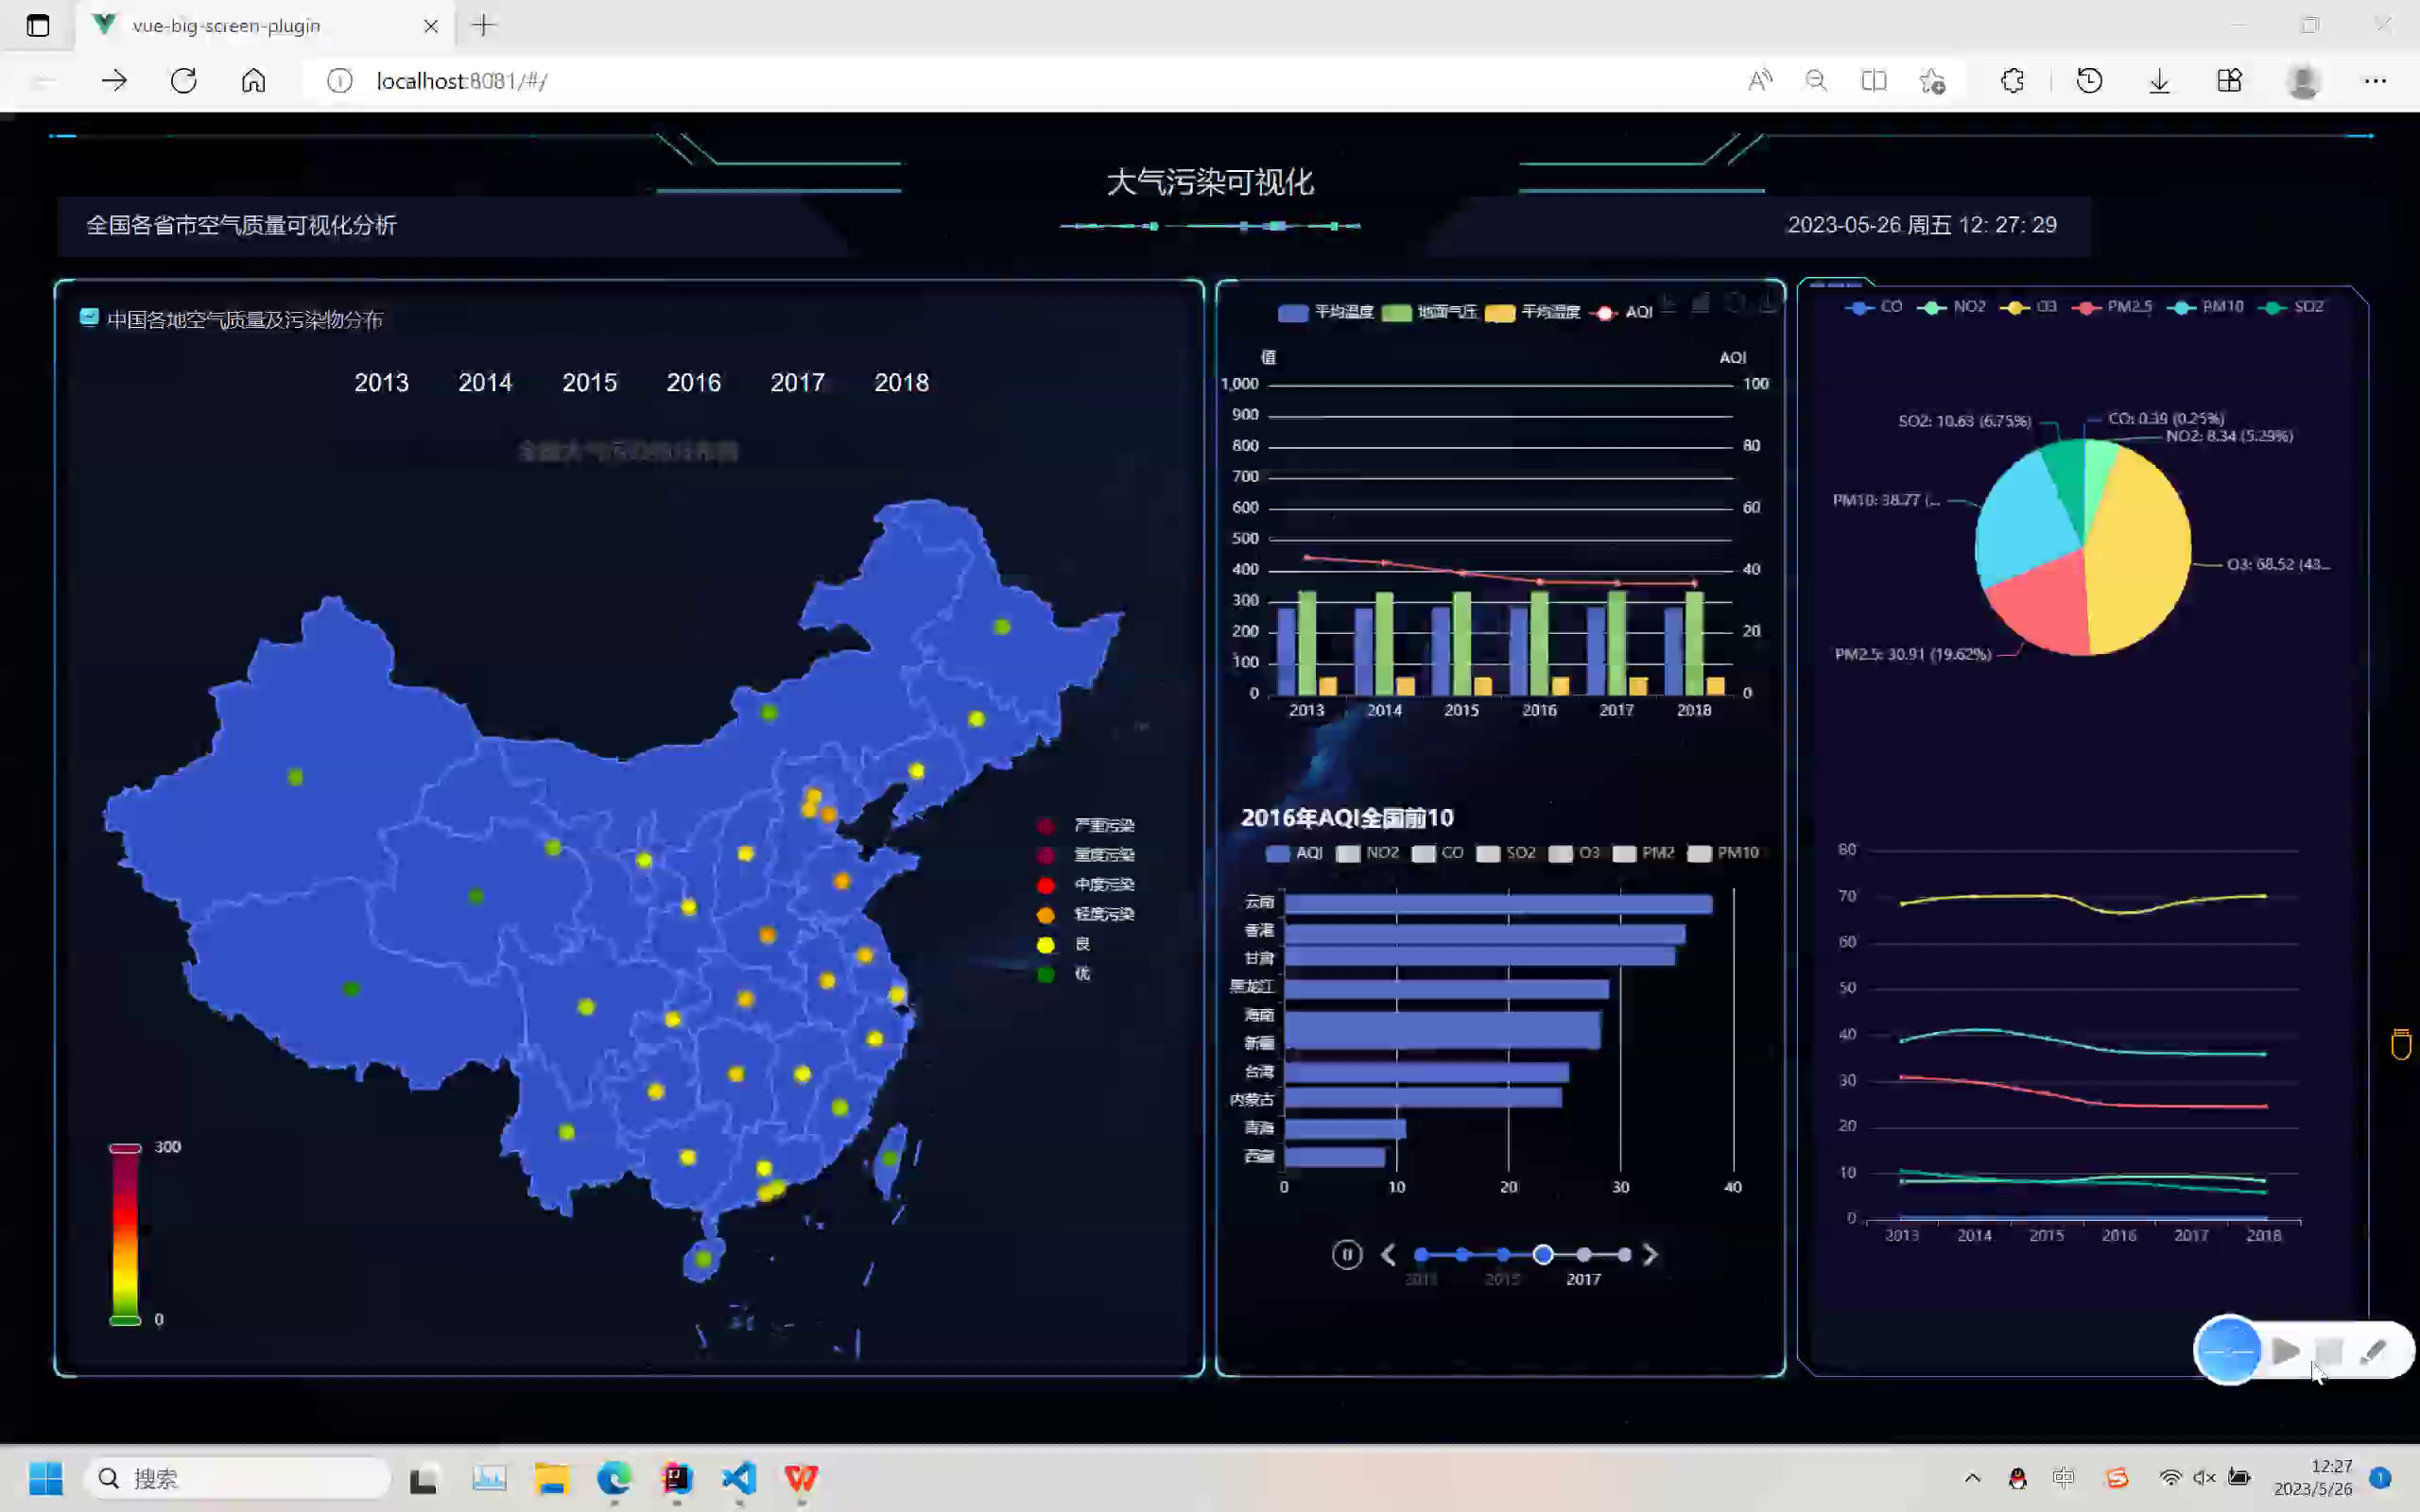 vue-big-screen-plugin
localhost:8081/#/
大气污染可视化
全国各省市空气质量可视化分析
2023-05-26 周五 12: 27: 29
中国各地空气质量及污染物分布
2013 2014 2015 2016 2017 2018
严重污染
重度污染
中度污染
轻度污染
良
优
300
0
平均温度 地面气压 平均湿度 AQI
值 AQI
1,000 100
900
800 80
700
600 60
500
400 40
300
200 20
100
0 0
2013 2014 2015 2016 2017 2018
2016年AQI全国前10
AQI NO2 CO SO2 O3 PM2 PM10
云南
香港
甘肃
黑龙江
海南
新疆
台湾
内蒙古
青海
西藏
0 10 20 30 40
2013 2015 2017
CO NO2 O3 PM2.5 PM10 SO2
SO2: 10.63 (6.75%)
CO: 0.39 (0.25%)
NO2: 8.34 (5.29%)
PM10: 38.77 (...
O3: 68.52 (43...
PM2.5: 30.91 (19.62%)
80
70
60
50
40
30
20
10
0
2013 2014 2015 2016 2017 2018
搜索
中
12:27
2023/5/26
1